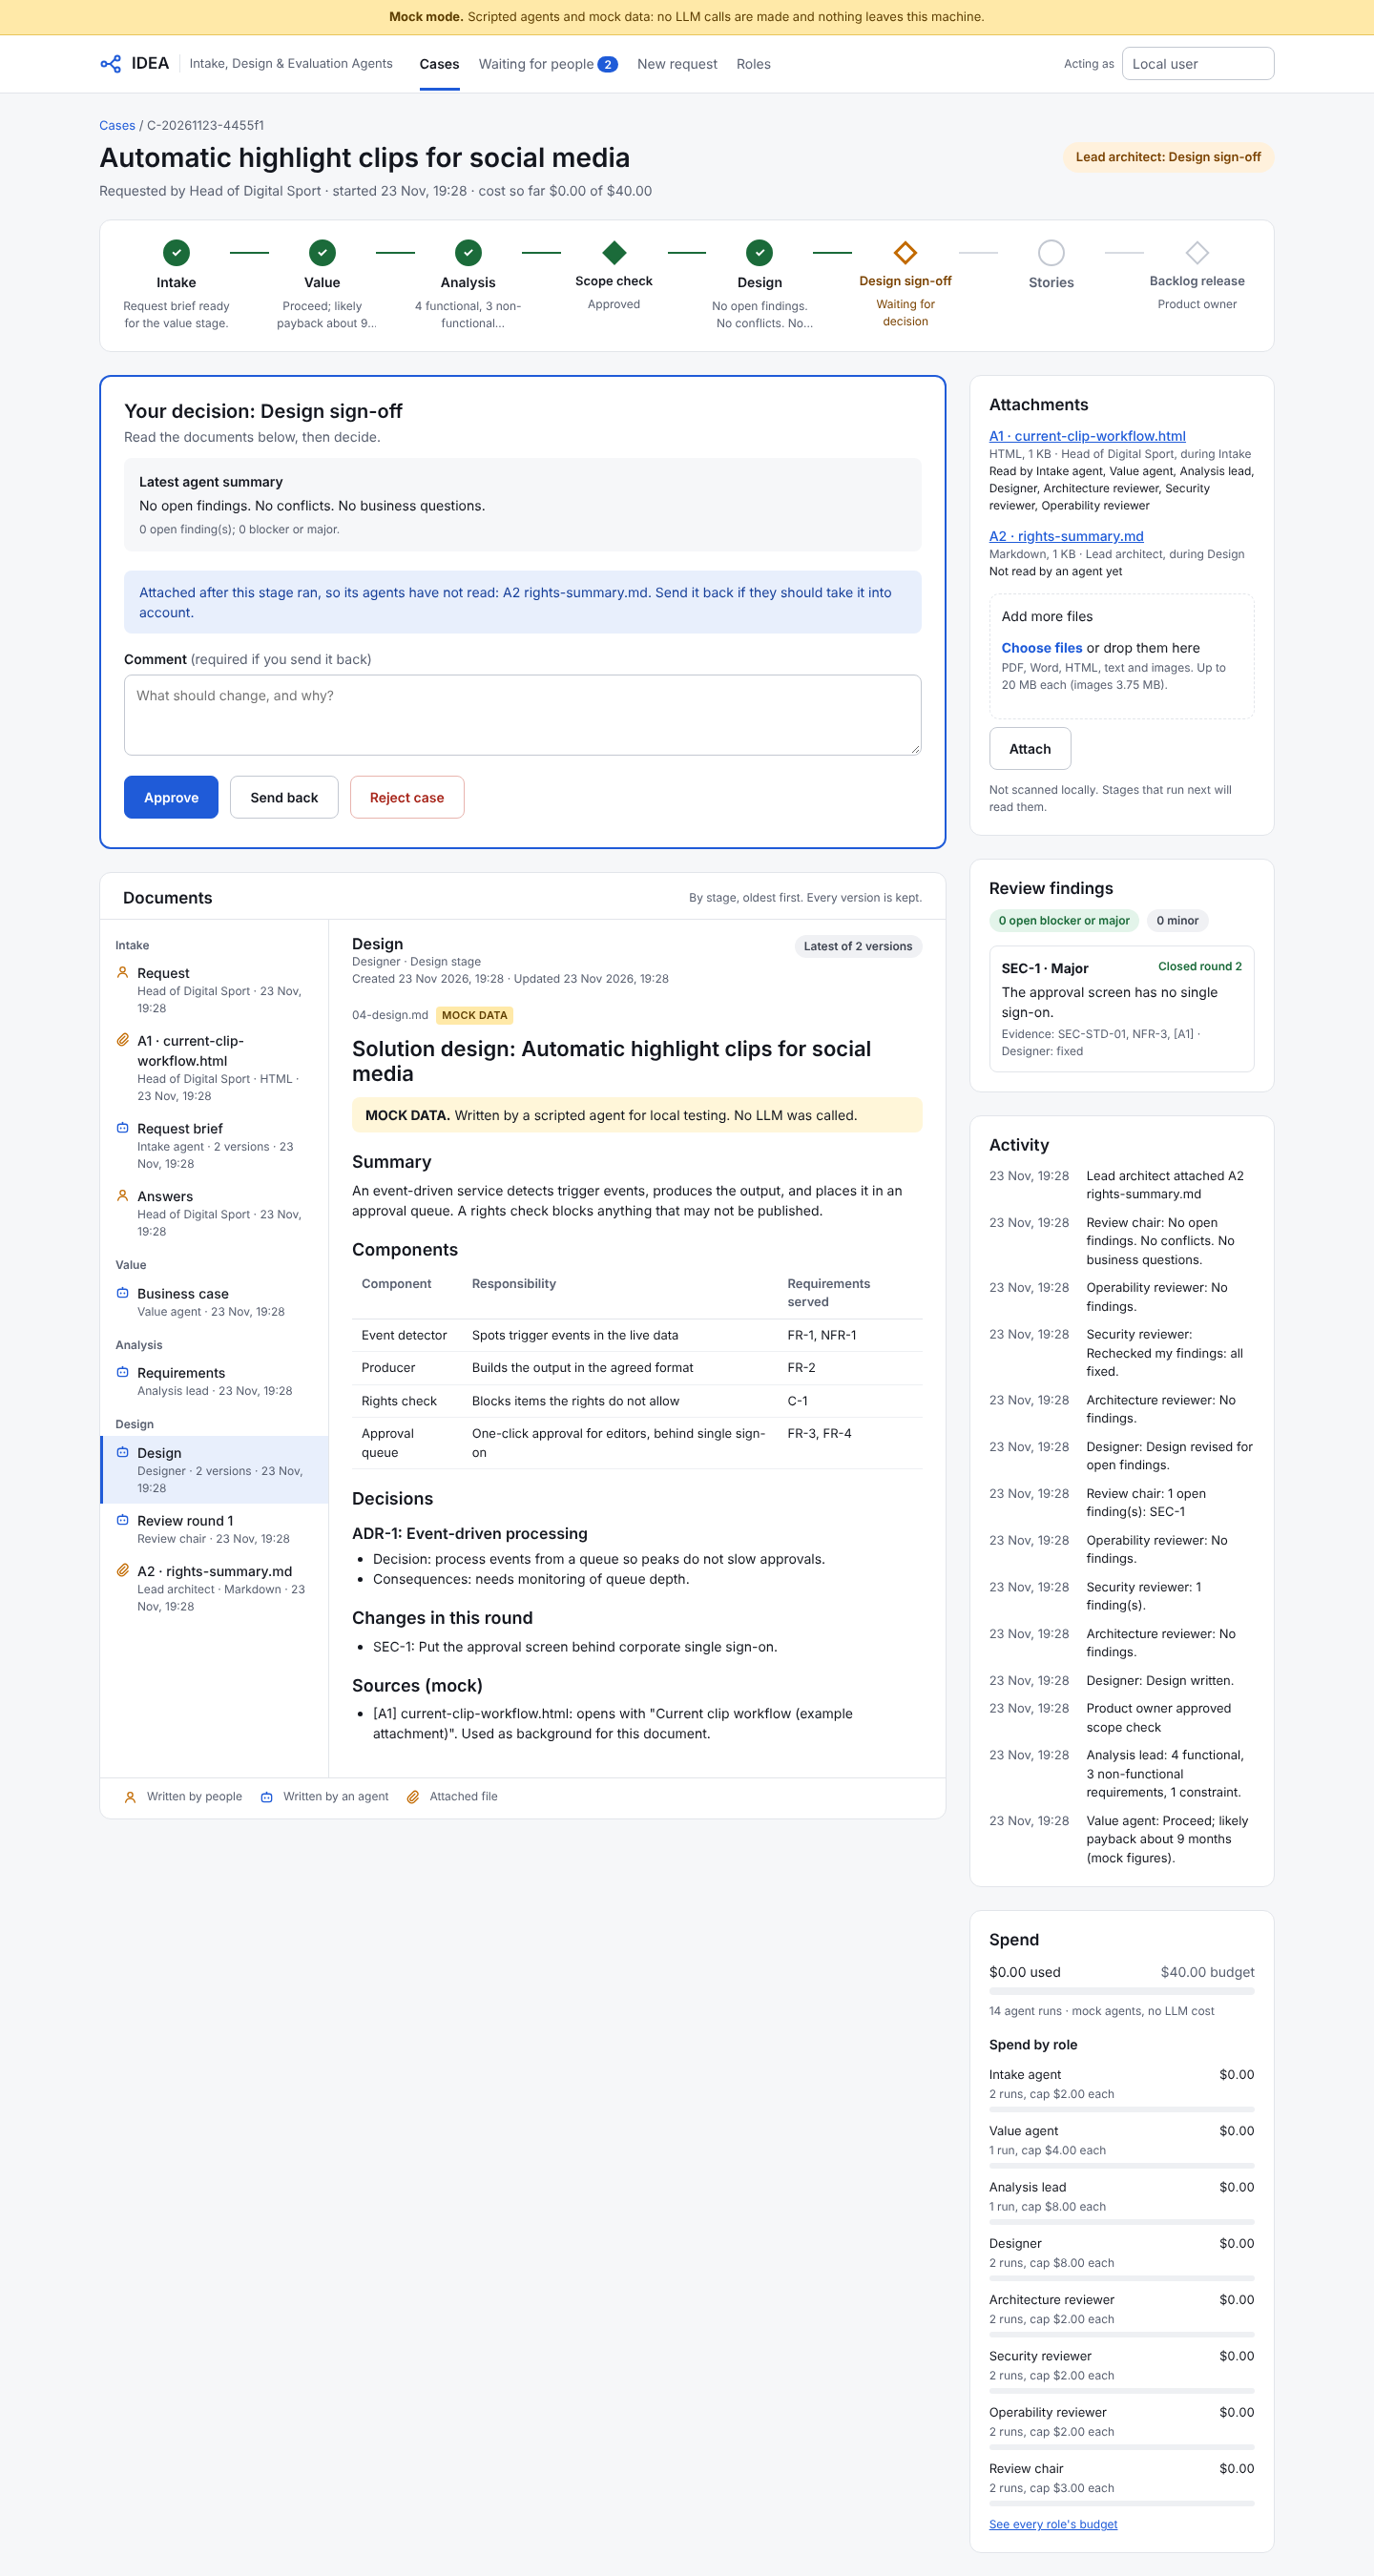 Mock mode. Scripted agents and mock data: no LLM calls are made and nothing leaves this machine.
IDEA
Intake, Design & Evaluation Agents
Cases
Waiting for people 2
New request
Roles
Acting as
Local user
Cases / C-20261123-4455f1
Automatic highlight clips for social media
Lead architect: Design sign-off
Requested by Head of Digital Sport · started 23 Nov, 19:28 · cost so far $0.00 of $40.00
Intake
Request brief ready
for the value stage.
Value
Proceed; likely
payback about 9...
Analysis
4 functional, 3 non-
functional...
Scope check
Approved
Design
No open findings.
No conflicts. No...
Design sign-off
Waiting for
decision
Stories
Backlog release
Product owner
Your decision: Design sign-off
Read the documents below, then decide.
Latest agent summary
No open findings. No conflicts. No business questions.
0 open finding(s); 0 blocker or major.
Attached after this stage ran, so its agents have not read: A2 rights-summary.md. Send it back if they should take it into
account.
Comment (required if you send it back)
What should change, and why?
Approve
Send back
Reject case
Documents
By stage, oldest first. Every version is kept.
Intake
Request
Head of Digital Sport · 23 Nov,
19:28
A1 · current-clip-
workflow.html
Head of Digital Sport · HTML ·
23 Nov, 19:28
Request brief
Intake agent · 2 versions · 23
Nov, 19:28
Answers
Head of Digital Sport · 23 Nov,
19:28
Value
Business case
Value agent · 23 Nov, 19:28
Analysis
Requirements
Analysis lead · 23 Nov, 19:28
Design
Design
Designer · 2 versions · 23 Nov,
19:28
Review round 1
Review chair · 23 Nov, 19:28
A2 · rights-summary.md
Lead architect · Markdown · 23
Nov, 19:28
Design
Latest of 2 versions
Designer · Design stage
Created 23 Nov 2026, 19:28 · Updated 23 Nov 2026, 19:28
04-design.md MOCK DATA
Solution design: Automatic highlight clips for social
media
MOCK DATA. Written by a scripted agent for local testing. No LLM was called.
Summary
An event-driven service detects trigger events, produces the output, and places it in an
approval queue. A rights check blocks anything that may not be published.
Components
Component
Responsibility
Requirements
served
Event detector
Spots trigger events in the live data
FR-1, NFR-1
Producer
Builds the output in the agreed format
FR-2
Rights check
Blocks items the rights do not allow
C-1
Approval
queue
One-click approval for editors, behind single sign-
on
FR-3, FR-4
Decisions
ADR-1: Event-driven processing
• Decision: process events from a queue so peaks do not slow approvals.
• Consequences: needs monitoring of queue depth.
Changes in this round
• SEC-1: Put the approval screen behind corporate single sign-on.
Sources (mock)
• [A1] current-clip-workflow.html: opens with "Current clip workflow (example
attachment)". Used as background for this document.
Written by people
Written by an agent
Attached file
Attachments
A1 · current-clip-workflow.html
HTML, 1 KB · Head of Digital Sport, during Intake
Read by Intake agent, Value agent, Analysis lead,
Designer, Architecture reviewer, Security
reviewer, Operability reviewer
A2 · rights-summary.md
Markdown, 1 KB · Lead architect, during Design
Not read by an agent yet
Add more files
Choose files or drop them here
PDF, Word, HTML, text and images. Up to
20 MB each (images 3.75 MB).
Attach
Not scanned locally. Stages that run next will
read them.
Review findings
0 open blocker or major
0 minor
SEC-1 · Major
Closed round 2
The approval screen has no single
sign-on.
Evidence: SEC-STD-01, NFR-3, [A1] ·
Designer: fixed
Activity
23 Nov, 19:28
Lead architect attached A2
rights-summary.md
23 Nov, 19:28
Review chair: No open
findings. No conflicts. No
business questions.
23 Nov, 19:28
Operability reviewer: No
findings.
23 Nov, 19:28
Security reviewer:
Rechecked my findings: all
fixed.
23 Nov, 19:28
Architecture reviewer: No
findings.
23 Nov, 19:28
Designer: Design revised for
open findings.
23 Nov, 19:28
Review chair: 1 open
finding(s): SEC-1
23 Nov, 19:28
Operability reviewer: No
findings.
23 Nov, 19:28
Security reviewer: 1
finding(s).
23 Nov, 19:28
Architecture reviewer: No
findings.
23 Nov, 19:28
Designer: Design written.
23 Nov, 19:28
Product owner approved
scope check
23 Nov, 19:28
Analysis lead: 4 functional,
3 non-functional
requirements, 1 constraint.
23 Nov, 19:28
Value agent: Proceed; likely
payback about 9 months
(mock figures).
Spend
$0.00 used
$40.00 budget
14 agent runs · mock agents, no LLM cost
Spend by role
Intake agent
$0.00
2 runs, cap $2.00 each
Value agent
$0.00
1 run, cap $4.00 each
Analysis lead
$0.00
1 run, cap $8.00 each
Designer
$0.00
2 runs, cap $8.00 each
Architecture reviewer
$0.00
2 runs, cap $2.00 each
Security reviewer
$0.00
2 runs, cap $2.00 each
Operability reviewer
$0.00
2 runs, cap $2.00 each
Review chair
$0.00
2 runs, cap $3.00 each
See every role's budget